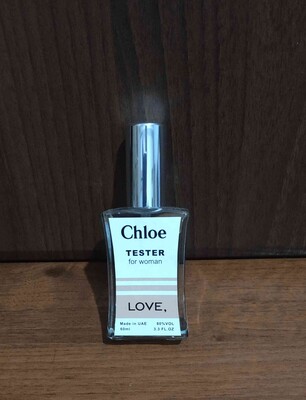 Chloe
TESTER
for woman
LOVE,
Made in UAE 80%VOL
60ml 2.0 FL OZ